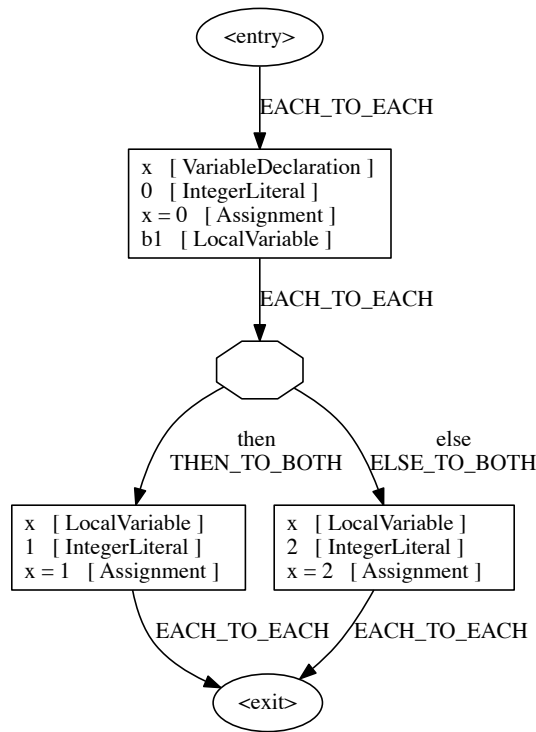 <entry>
EACH_TO_EACH
x [ VariableDeclaration ]
0 [ IntegerLiteral ]
x = 0 [ Assignment ]
b1 [ LocalVariable ]
EACH_TO_EACH
then
THEN_TO_BOTH
else
ELSE_TO_BOTH
x [ LocalVariable ]
1 [ IntegerLiteral ]
x = 1 [ Assignment ]
x [ LocalVariable ]
2 [ IntegerLiteral ]
x = 2 [ Assignment ]
EACH_TO_EACH
EACH_TO_EACH
<exit>